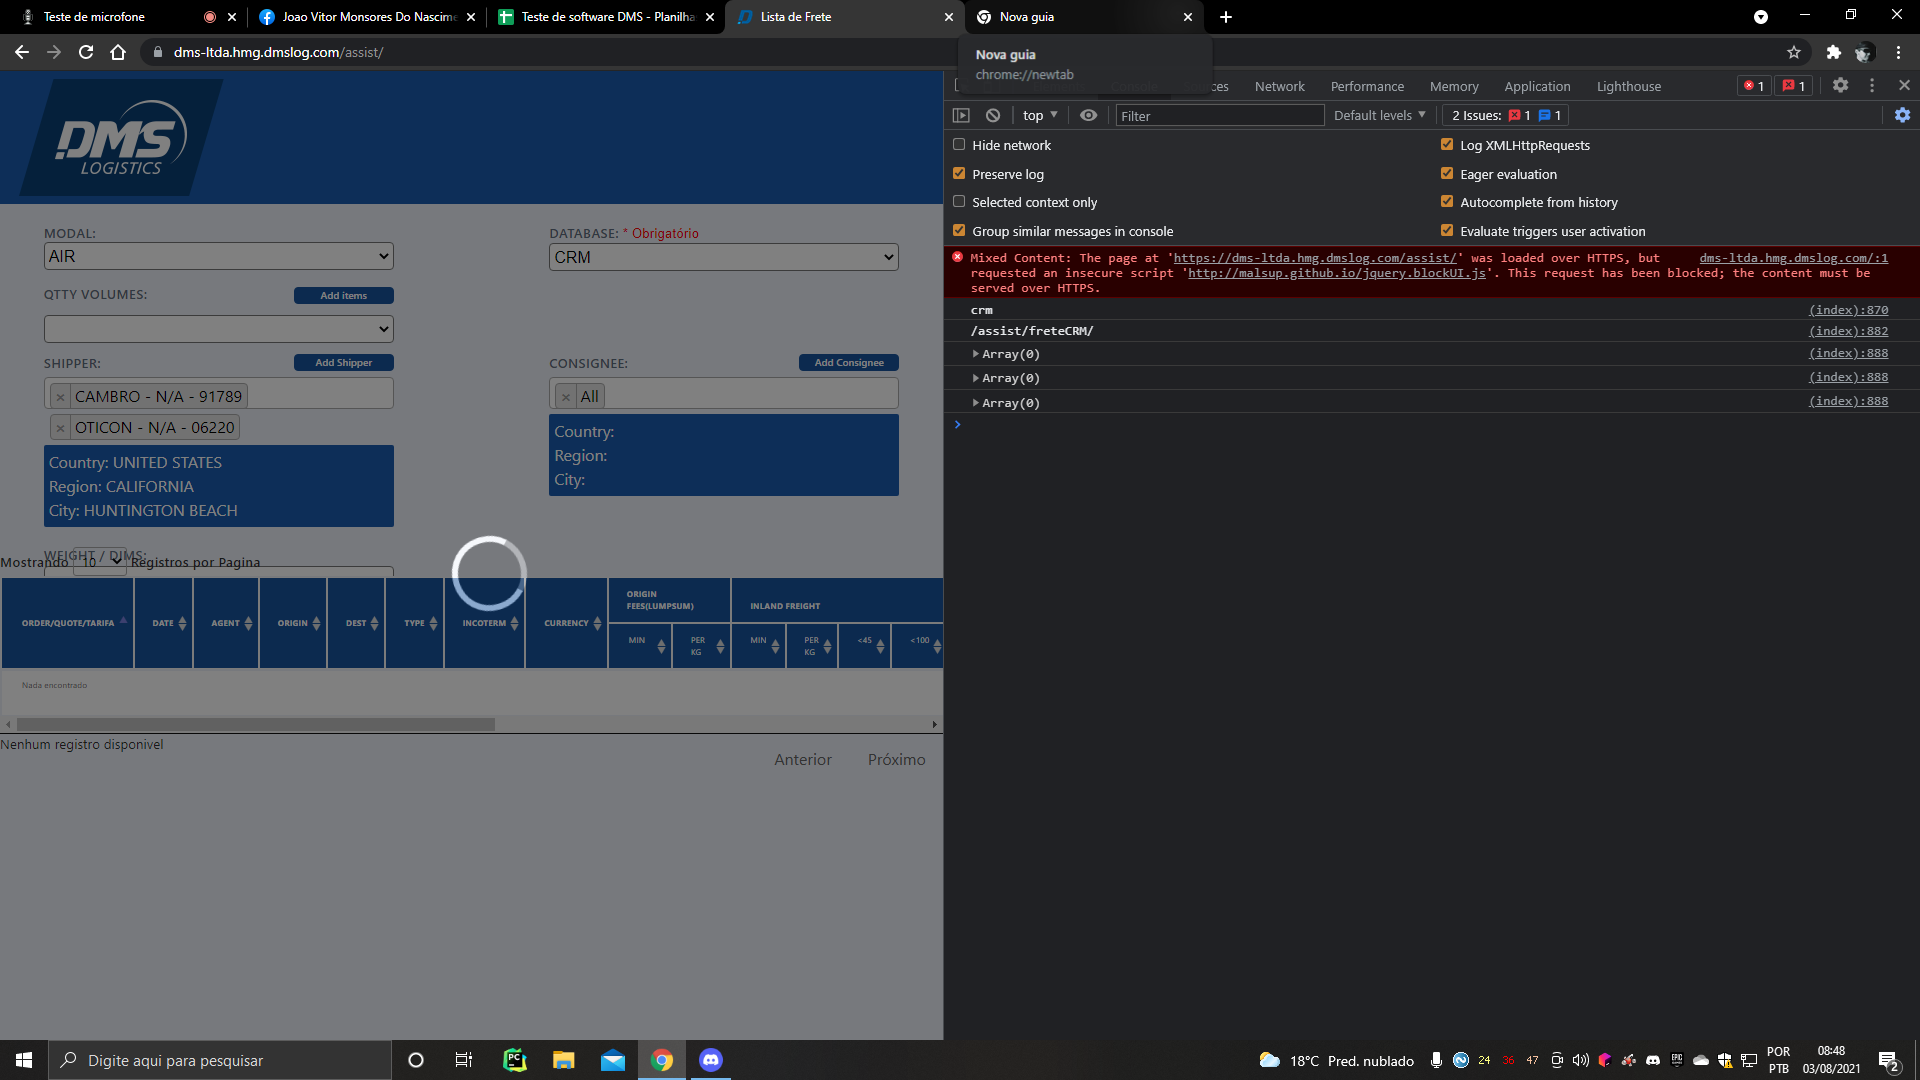 Teste de microfone
Joao Vitor Monsores Do Nascime
Teste de software DMS - Planilha
Lista de Frete
Nova guia
dms-ltda.hmg.dmslog.com/assist/
Nova guia
chrome://newtab
Network
Performance
Memory
Application
Lighthouse
1
1
top
Filter
Default levels
2 Issues:
1
1
Hide network
Log XMLHttpRequests
Preserve log
Eager evaluation
Selected context only
Autocomplete from history
Group similar messages in console
Evaluate triggers user activation
Mixed Content: The page at 'https://dms-ltda.hmg.dmslog.com/assist/' was loaded over HTTPS, but
dms-ltda.hmg.dmslog.com/:1
requested an insecure script 'http://malsup.github.io/jquery.blockUI.js'. This request has been blocked; the content must be
served over HTTPS.
crm
(index):870
/assist/freteCRM/
(index):882
Array(0)
(index):888
Array(0)
(index):888
Array(0)
(index):888
DMS
LOGISTICS
MODAL:
AIR
DATABASE: * Obrigatório
CRM
QTTY VOLUMES:
Add items
SHIPPER:
Add Shipper
CONSIGNEE:
Add Consignee
× CAMBRO - N/A - 91789
× OTICON - N/A - 06220
× All
Country: UNITED STATES
Region: CALIFORNIA
City: HUNTINGTON BEACH
Country:
Region:
City:
WEIGHT / DIMS:
Mostrando 10 Registros por Pagina
ORDER/QUOTE/TARIFA
DATE
AGENT
ORIGIN
DEST
TYPE
INCOTERM
CURRENCY
ORIGIN
FEES(LUMPSUM)
INLAND FREIGHT
MIN
PER
KG
MIN
PER
KG
<45
<100
Nada encontrado
Nenhum registro disponivel
Anterior
Próximo
Digite aqui para pesquisar
18°C Pred. nublado
24
36
47
POR
PTB
08:48
03/08/2021
2